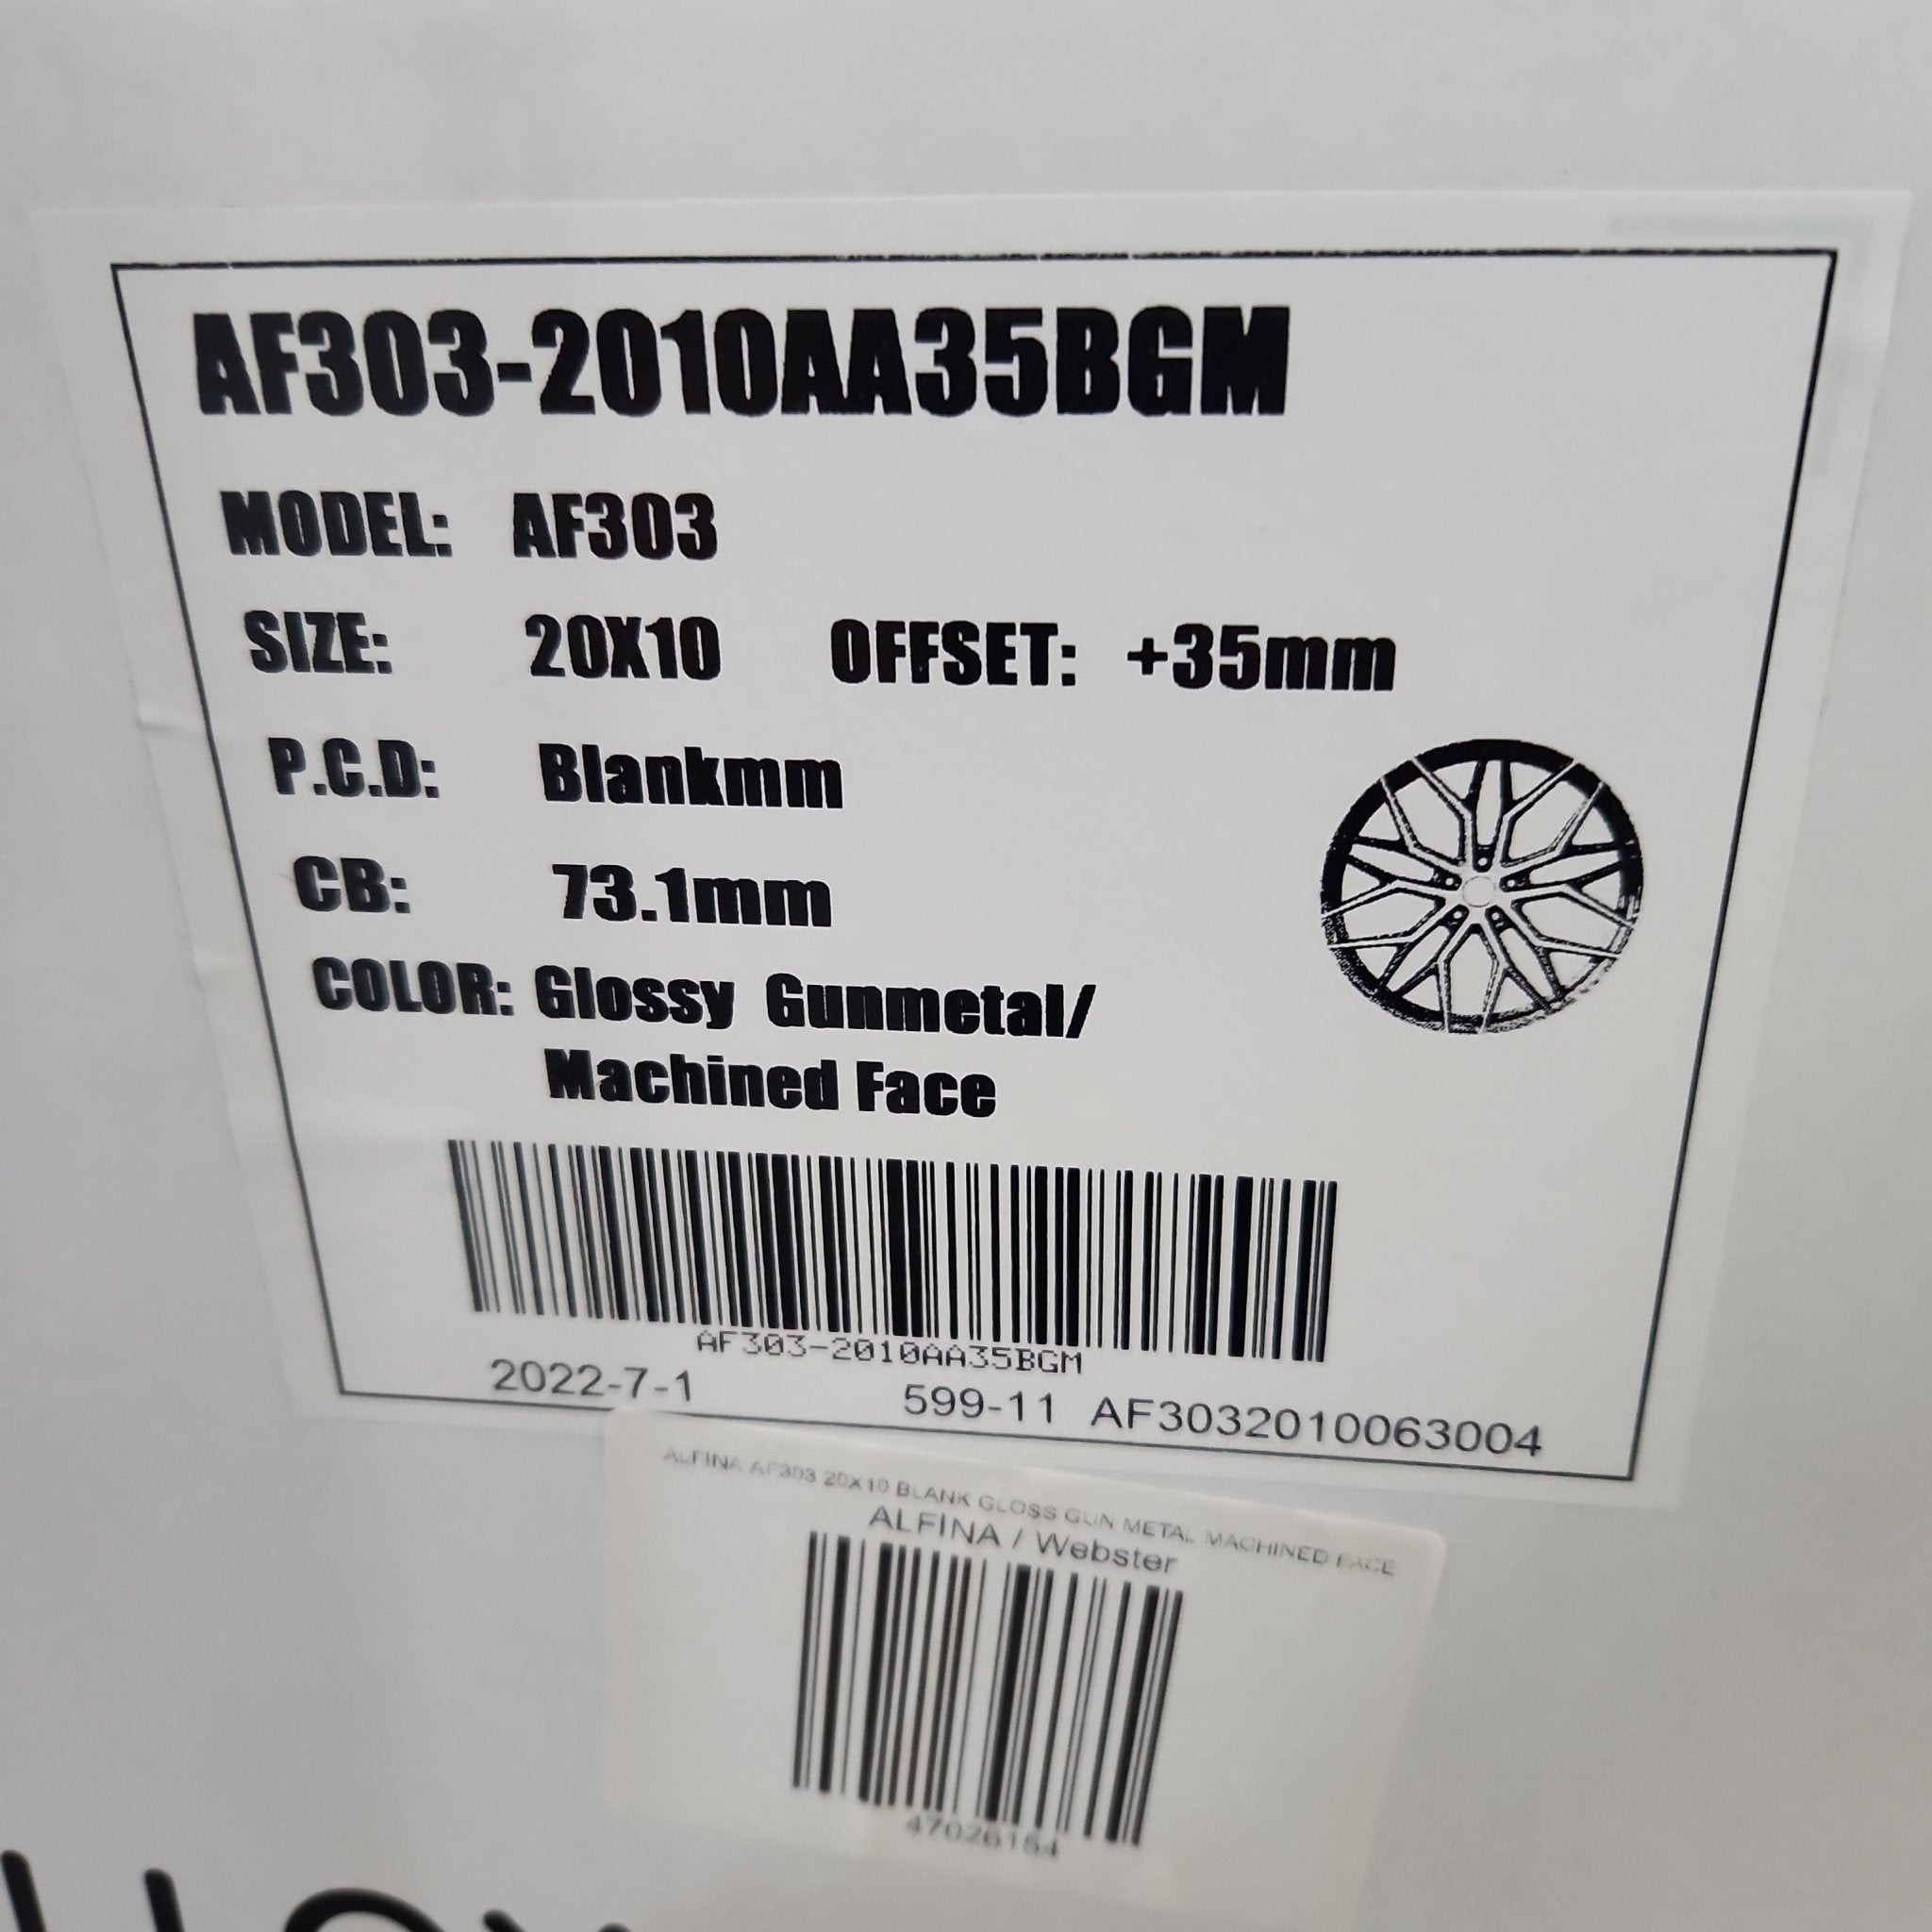 AF303-2010AA35BGM
MODEL: AF303
SIZE: 20X10 OFFSET: +35mm
P.C.D: Blankmm
CB: 73.1mm
COLOR: Glossy Gunmetal/
Machined Face
AF303-2010AA35BGM
2022-7-1 599-11 AF3032010063004
ALFINA AF303 20X10 BLANK GLOSS GUN METAL MACHINED FACE
ALFINA / Webster
47026154